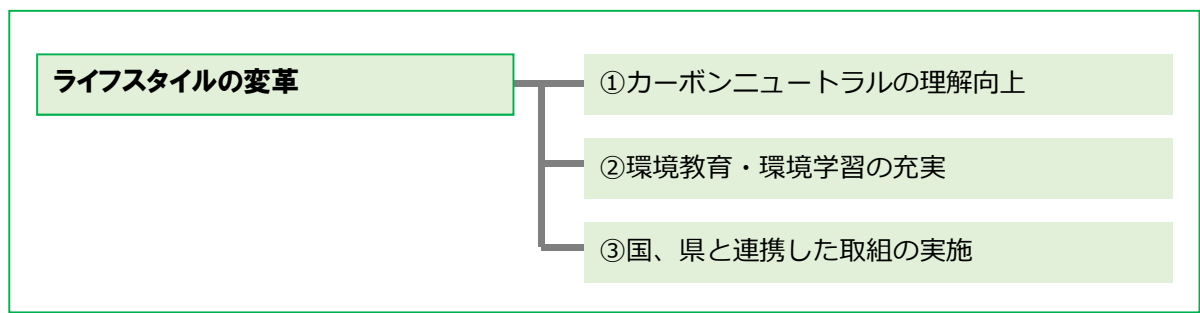 ライフスタイルの変革
①カーボンニュートラルの理解向上
②環境教育・環境学習の充実
③国、県と連携した取組の実施